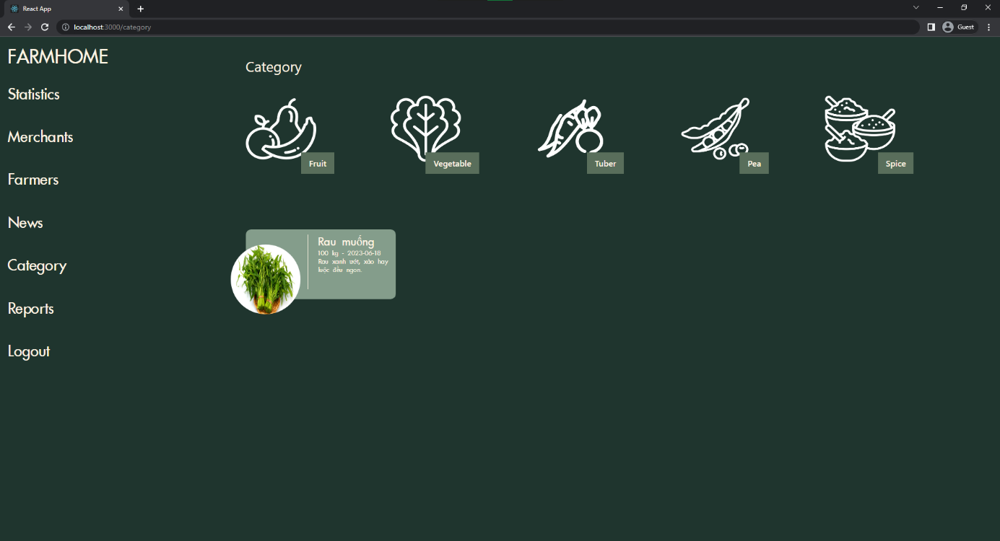 React App
localhost:3000/category
Guest
FARMHOME
Statistics
Merchants
Farmers
News
Category
Reports
Logout
Category
Fruit
Vegetable
Tuber
Pea
Spice
Rau muống
100 kg - 2023-06-18
Rau xanh ướt, xào hay
luộc đều ngon.